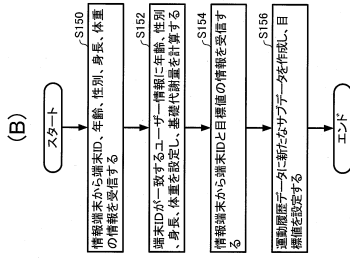 (B)
スタート
S150
情報端末から端末ID、年齢、性別、身長、体重
の情報を受信する
S152
端末IDが一致するユーザー情報に年齢、性別
、身長、体重を設定し、基礎代謝量を計算する
S154
情報端末から端末IDと目標値の情報を受信す
る
S156
運動履歴データに新たなサブデータを作成し、目
標値を設定する
エンド